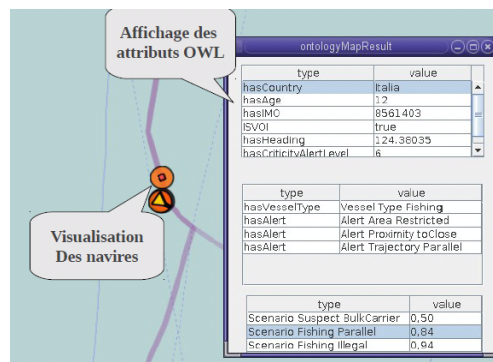 Affichage des
attributs OWL
ontologyMapResult
type value
hasCountry Italia
hasAge 12
hasIMO 8561403
ISVOI true
hasHeading 124.38035
hasCriticityAlertLevel 6
type value
hasVesselType Vessel Type Fishing
hasAlert Alert Area Restricted
hasAlert Alert Proximity toClose
hasAlert Alert Trajectory Parallel
Visualisation
Des navires
type value
Scenario Suspect BulkCarrier 0,50
Scenario Fishing Parallel 0,84
Scenario Fishing Illegal 0,94